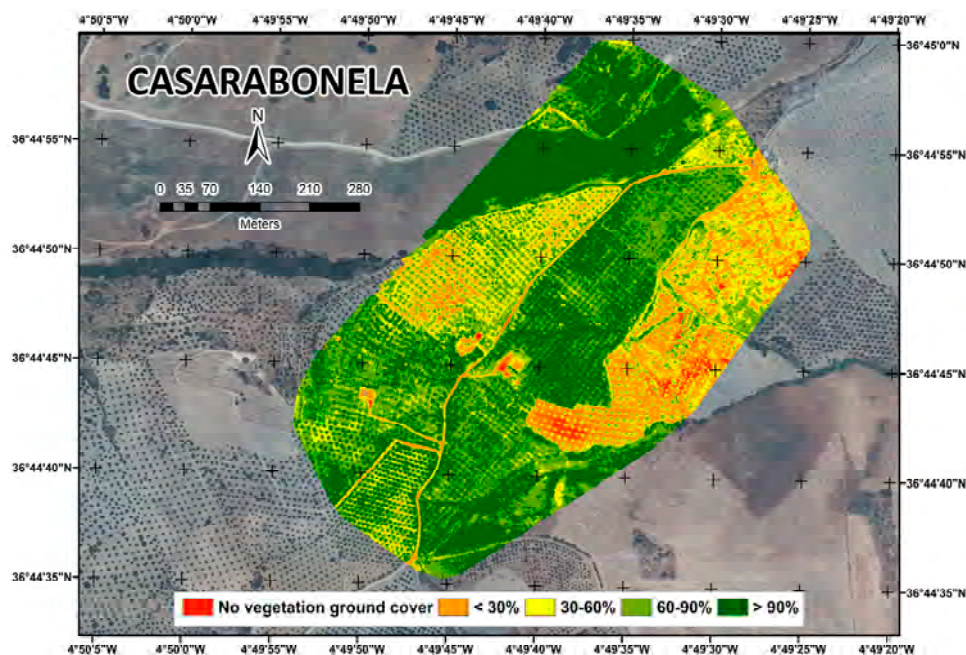 4°50'5"W 4°50'0"W 4°49'55"W 4°49'50"W 4°49'45"W 4°49'40"W 4°49'35"W 4°49'30"W 4°49'25"W 4°49'20"W
CASARABONELA
36°45'0"N
N
36°44'55"N
36°44'55"N
0 35 70 140 210 280
Meters
36°44'50"N
36°44'50"N
36°44'45"N
36°44'45"N
36°44'40"N
36°44'40"N
36°44'35"N
36°44'35"N
No vegetation ground cover < 30% 30-60% 60-90% > 90%
4°50'5"W 4°50'0"W 4°49'55"W 4°49'50"W 4°49'45"W 4°49'40"W 4°49'35"W 4°49'30"W 4°49'25"W 4°49'20"W